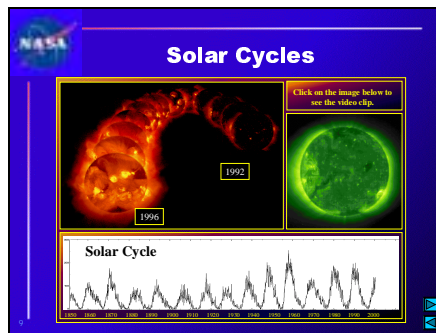 NASA
Solar Cycles
Click on the image below to
see the video clip.
1992
1996
Solar Cycle
1850 1860 1870 1880 1890 1900 1910 1920 1930 1940 1950 1960 1970 1980 1990 2000
9